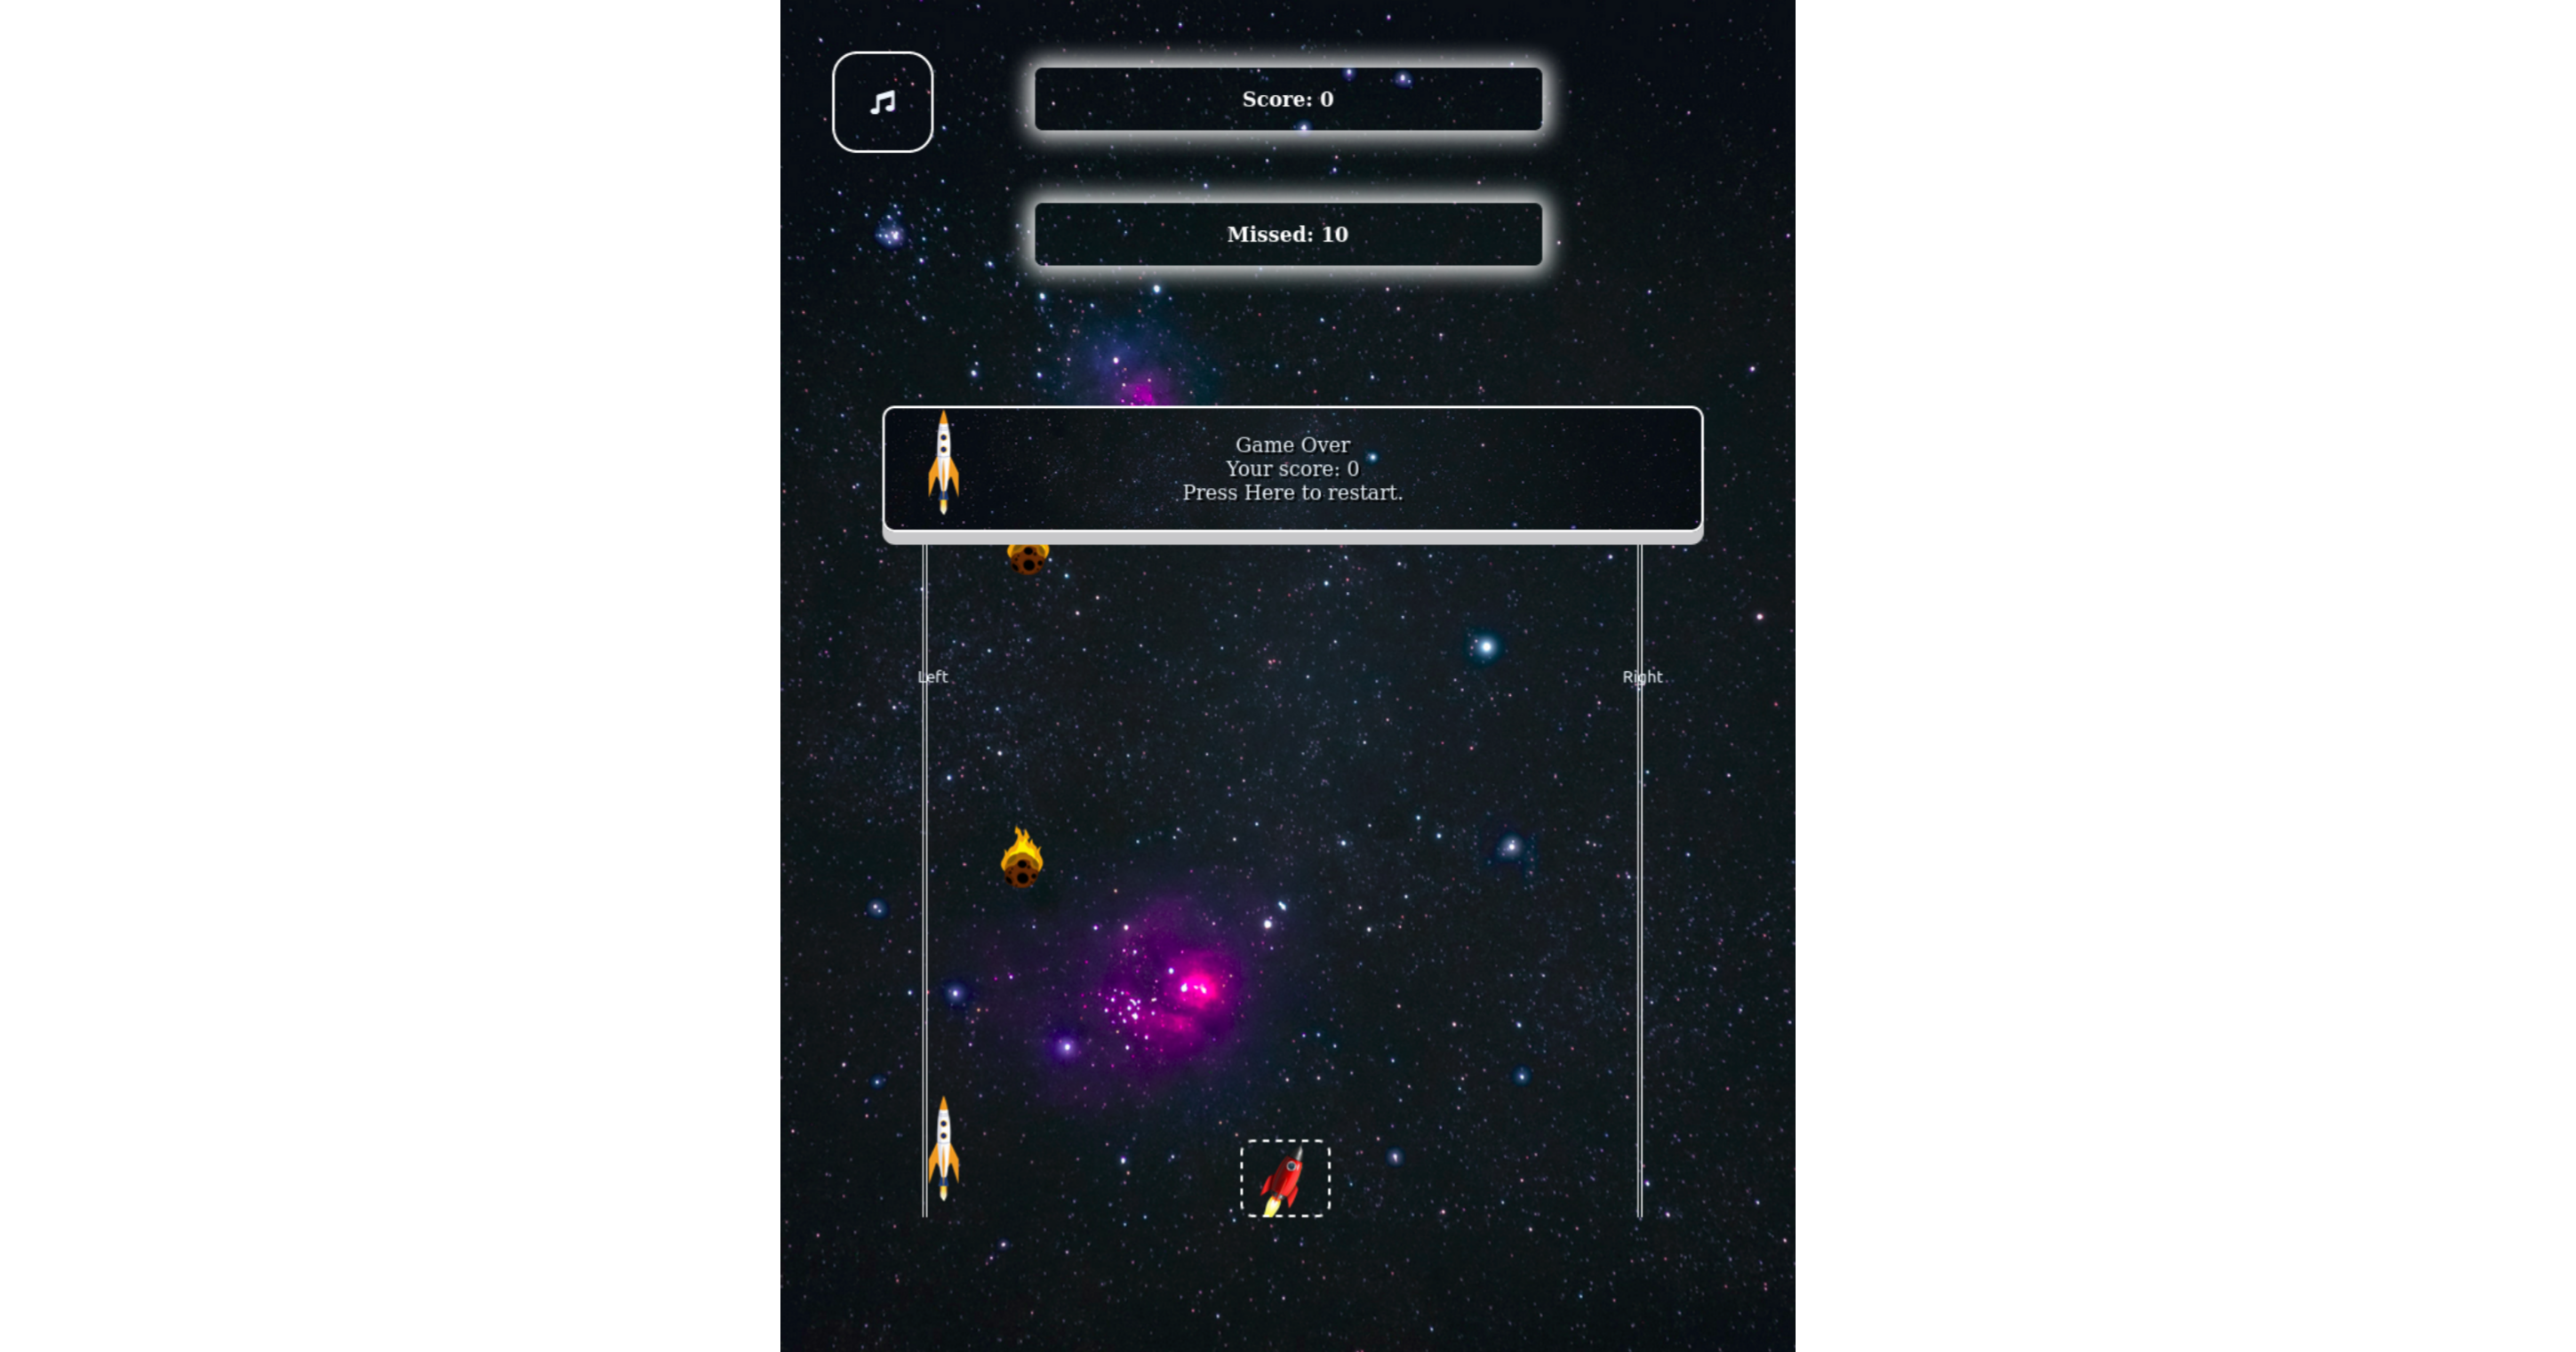 Score: 0
Missed: 10
Game Over
Your score: 0
Press Here to restart.
Left
Right